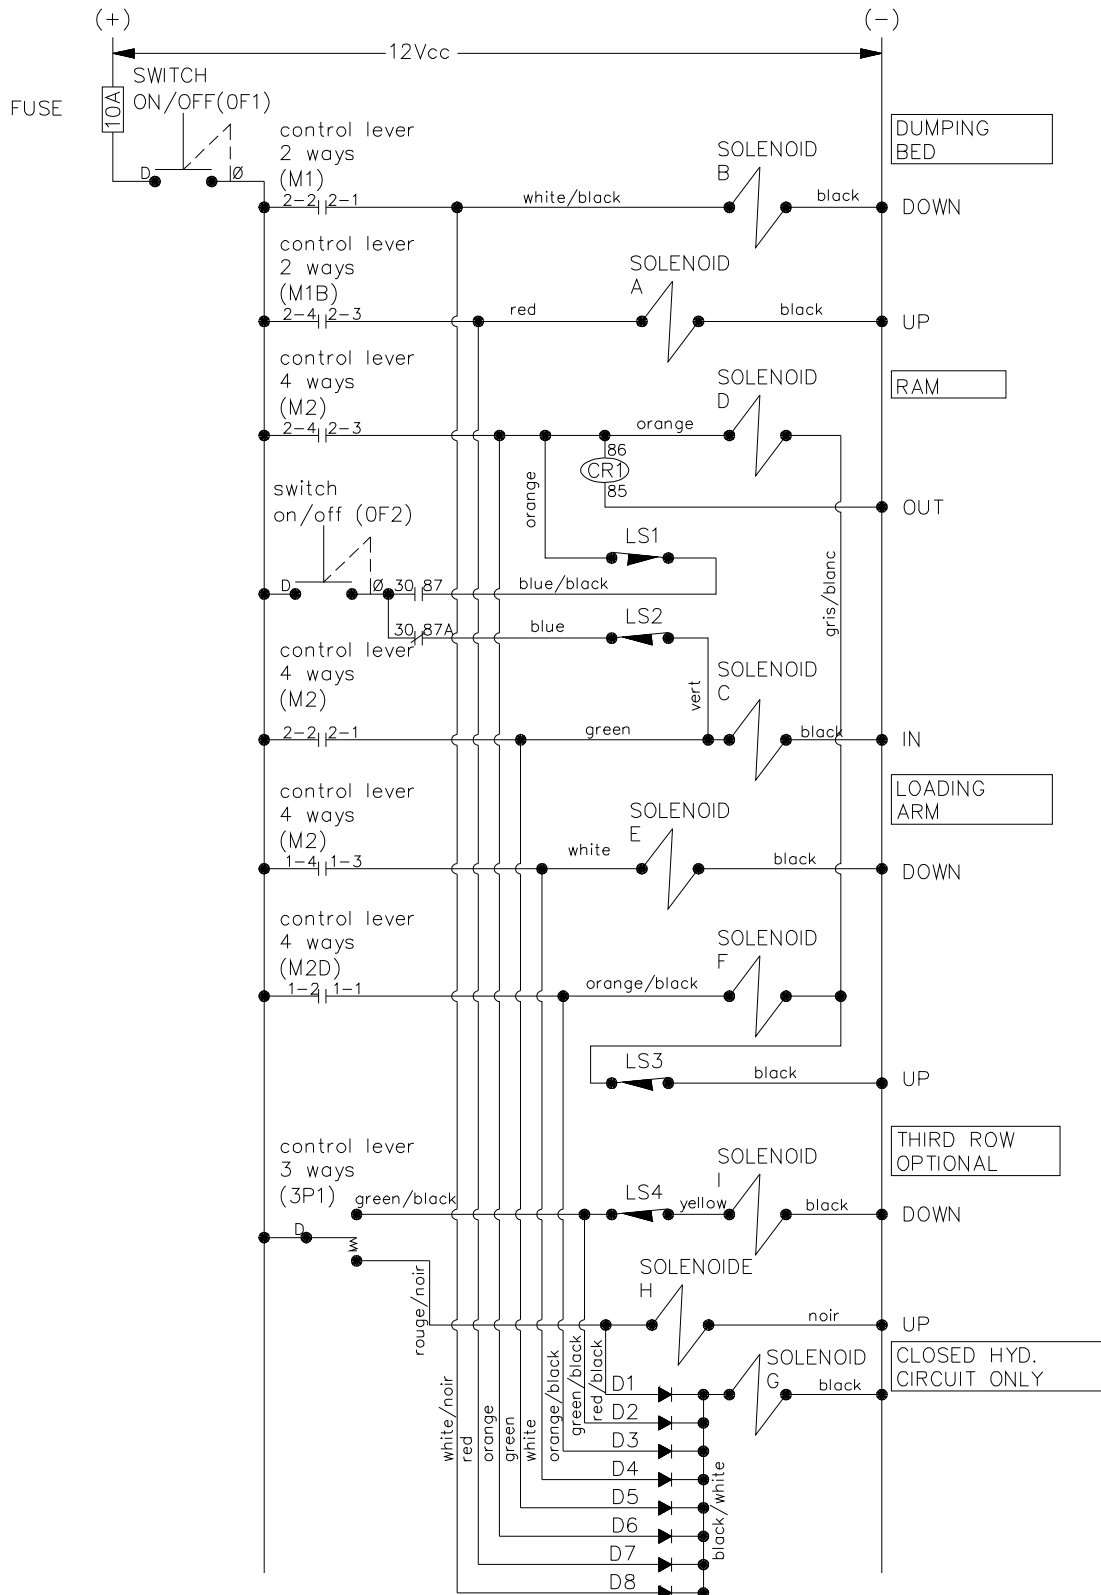 (+)
(-)
12Vcc
FUSE
10A
SWITCH
ON/OFF(OF1)
D
Ø
DUMPING
BED
control lever
2 ways
(M1)
2-2
2-1
white/black
SOLENOID
B
black
DOWN
control lever
2 ways
(M1B)
2-4
2-3
red
SOLENOID
A
black
UP
control lever
4 ways
(M2)
2-4
2-3
orange
SOLENOID
D
RAM
86
CR1
85
orange
OUT
switch
on/off (OF2)
D
Ø
30
87
blue/black
LS1
gris/blanc
30
87A
blue
LS2
vert
control lever
4 ways
(M2)
2-2
2-1
green
SOLENOID
C
black
IN
LOADING
ARM
control lever
4 ways
(M2)
1-4
1-3
white
SOLENOID
E
black
DOWN
control lever
4 ways
(M2D)
1-2
1-1
orange/black
SOLENOID
F
LS3
black
UP
THIRD ROW
OPTIONAL
control lever
3 ways
(3P1)
D
green/black
LS4
yellow
SOLENOID
I
black
DOWN
rouge/noir
SOLENOIDE
H
noir
UP
CLOSED HYD.
CIRCUIT ONLY
SOLENOID
G
black
white/noir
red
orange
green
white
orange/black
green/black
red/black
D1
D2
D3
D4
D5
D6
D7
D8
black/white